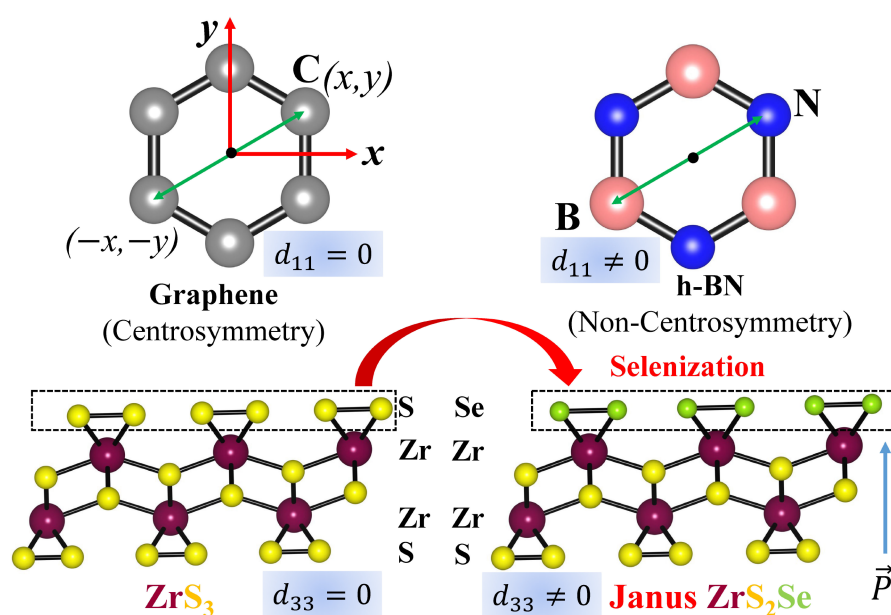 y
C
(x,y)
x
(−x,−y)
d₁₁ = 0
Graphene
(Centrosymmetry)
N
B
d₁₁ ≠ 0
h-BN
(Non-Centrosymmetry)
Selenization
S Se
Zr Zr
Zr Zr
S S
ZrS₃
d₃₃ = 0
d₃₃ ≠ 0
Janus ZrS₂Se
P⃗